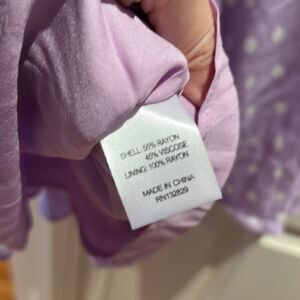 SHELL: 55% RAYON
45% VISCOSE
LINING: 100% RAYON
MADE IN CHINA
RN132829